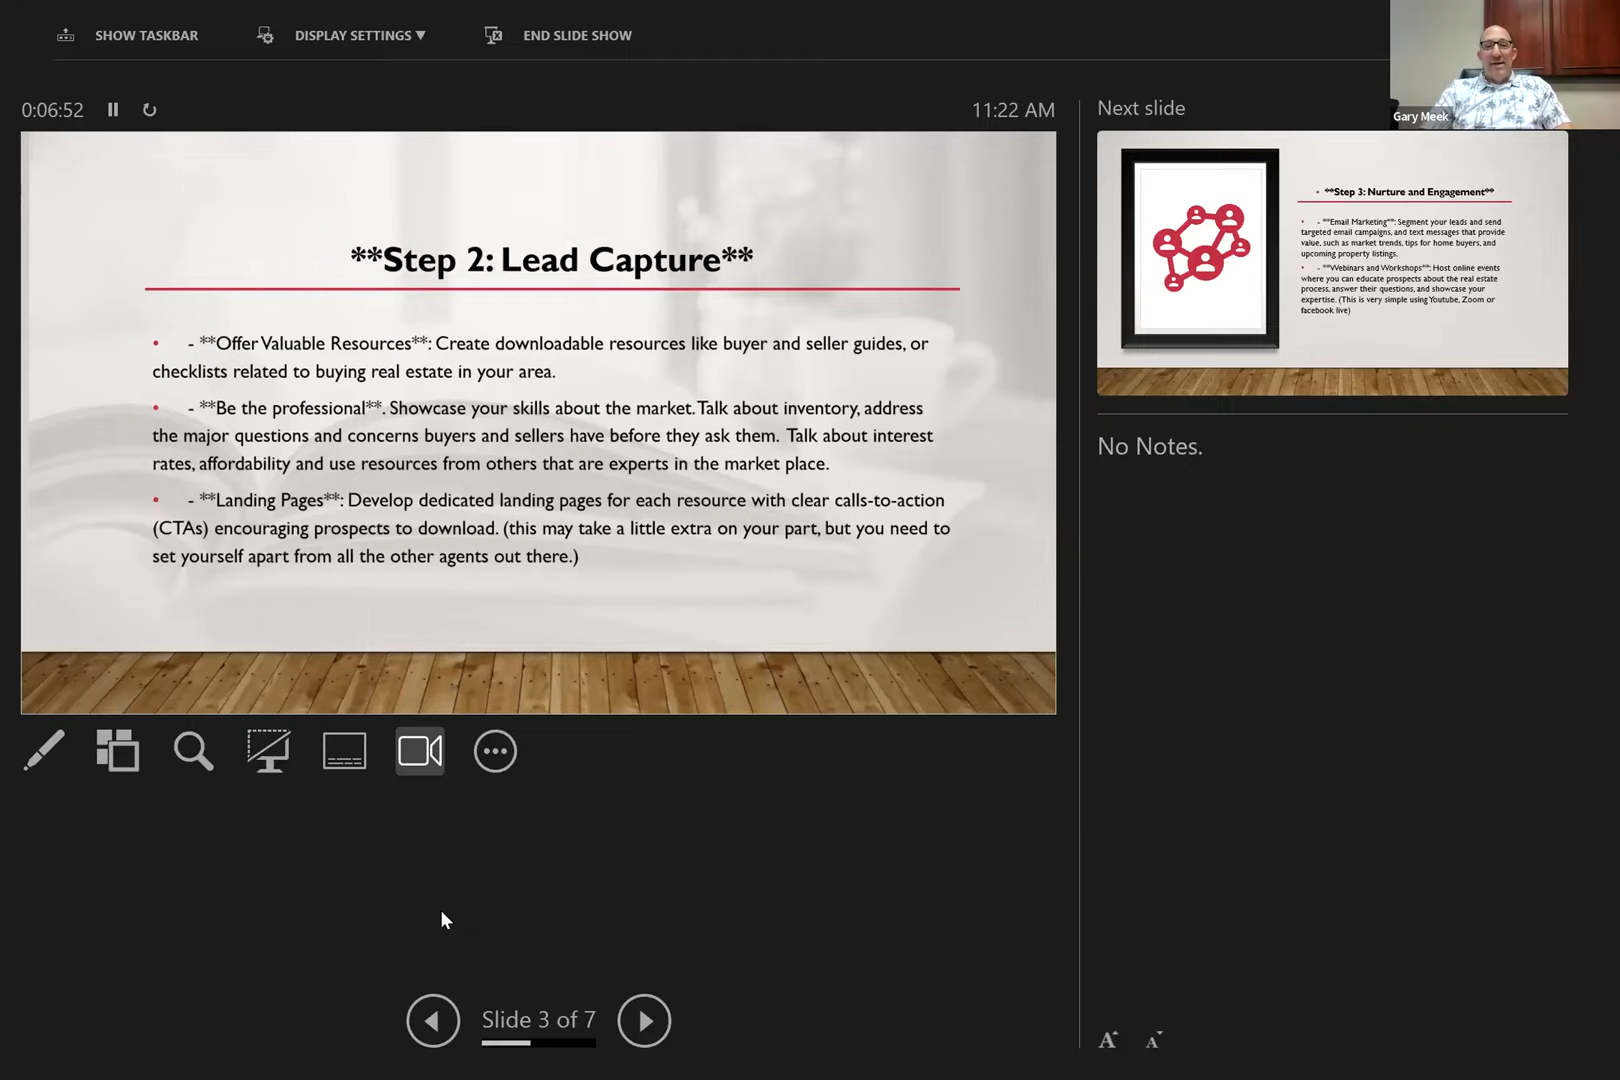 SHOW TASKBAR
DISPLAY SETTINGS ▼
END SLIDE SHOW
0:06:52
11:22 AM
**Step 2: Lead Capture**
• - **Offer Valuable Resources**: Create downloadable resources like buyer and seller guides, or
checklists related to buying real estate in your area.
• - **Be the professional**. Showcase your skills about the market. Talk about inventory, address
the major questions and concerns buyers and sellers have before they ask them. Talk about interest
rates, affordability and use resources from others that are experts in the market place.
• - **Landing Pages**: Develop dedicated landing pages for each resource with clear calls-to-action
(CTAs) encouraging prospects to download. (this may take a little extra on your part, but you need to
set yourself apart from all the other agents out there.)
Slide 3 of 7
Next slide
Gary Meek
• **Step 3: Nurture and Engagement**
• - **Email Marketing**: Segment your leads and send
targeted email campaigns, and text messages that provide
value, such as market trends, tips for home buyers, and
upcoming property listings.
• - **Webinars and Workshops**: Host online events
where you can educate prospects about the real estate
process, answer their questions, and showcase your
expertise. (This is very simple using Youtube, Zoom or
facebook live)
No Notes.
A A